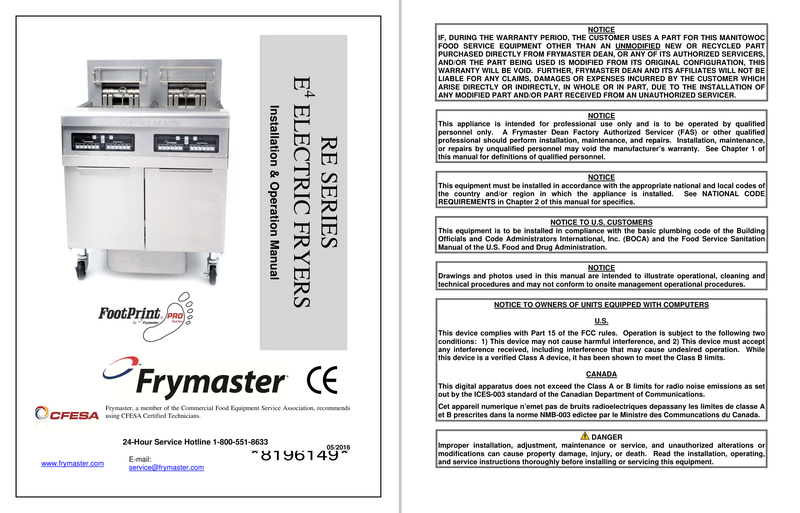 RE SERIES
E⁴ ELECTRIC FRYERS
Installation & Operation Manual
FootPrint PRO
By Frymaster
Frymaster
CE
CFESA
Frymaster, a member of the Commercial Food Equipment Service Association, recommends
using CFESA Certified Technicians.
24-Hour Service Hotline 1-800-551-8633
05/2016
*8196149*
www.frymaster.com
E-mail:
service@frymaster.com
NOTICE
IF, DURING THE WARRANTY PERIOD, THE CUSTOMER USES A PART FOR THIS MANITOWOC
FOOD SERVICE EQUIPMENT OTHER THAN AN UNMODIFIED NEW OR RECYCLED PART
PURCHASED DIRECTLY FROM FRYMASTER DEAN, OR ANY OF ITS AUTHORIZED SERVICERS,
AND/OR THE PART BEING USED IS MODIFIED FROM ITS ORIGINAL CONFIGURATION, THIS
WARRANTY WILL BE VOID. FURTHER, FRYMASTER DEAN AND ITS AFFILIATES WILL NOT BE
LIABLE FOR ANY CLAIMS, DAMAGES OR EXPENSES INCURRED BY THE CUSTOMER WHICH
ARISE DIRECTLY OR INDIRECTLY, IN WHOLE OR IN PART, DUE TO THE INSTALLATION OF
ANY MODIFIED PART AND/OR PART RECEIVED FROM AN UNAUTHORIZED SERVICER.
NOTICE
This appliance is intended for professional use only and is to be operated by qualified
personnel only. A Frymaster Dean Factory Authorized Servicer (FAS) or other qualified
professional should perform installation, maintenance, and repairs. Installation, maintenance,
or repairs by unqualified personnel may void the manufacturer's warranty. See Chapter 1 of
this manual for definitions of qualified personnel.
NOTICE
This equipment must be installed in accordance with the appropriate national and local codes of
the country and/or region in which the appliance is installed. See NATIONAL CODE
REQUIREMENTS in Chapter 2 of this manual for specifics.
NOTICE TO U.S. CUSTOMERS
This equipment is to be installed in compliance with the basic plumbing code of the Building
Officials and Code Administrators International, Inc. (BOCA) and the Food Service Sanitation
Manual of the U.S. Food and Drug Administration.
NOTICE
Drawings and photos used in this manual are intended to illustrate operational, cleaning and
technical procedures and may not conform to onsite management operational procedures.
NOTICE TO OWNERS OF UNITS EQUIPPED WITH COMPUTERS
U.S.
This device complies with Part 15 of the FCC rules. Operation is subject to the following two
conditions: 1) This device may not cause harmful interference, and 2) This device must accept
any interference received, including interference that may cause undesired operation. While
this device is a verified Class A device, it has been shown to meet the Class B limits.
CANADA
This digital apparatus does not exceed the Class A or B limits for radio noise emissions as set
out by the ICES-003 standard of the Canadian Department of Communications.
Cet appareil numerique n'emet pas de bruits radioelectriques depassany les limites de classe A
et B prescrites dans la norme NMB-003 edictee par le Ministre des Communcations du Canada.
DANGER
Improper installation, adjustment, maintenance or service, and unauthorized alterations or
modifications can cause property damage, injury, or death. Read the installation, operating,
and service instructions thoroughly before installing or servicing this equipment.